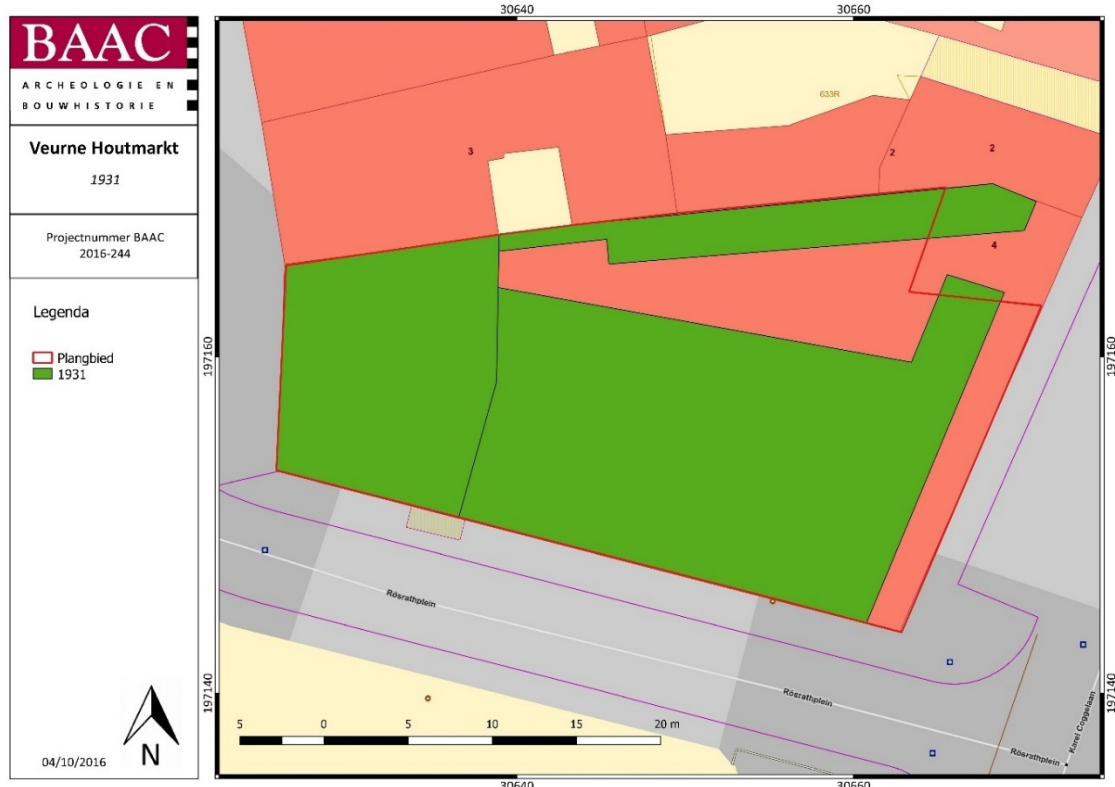 BAAC
ARCHEOLOGIE EN
BOUWHISTORIE
Veurne Houtmarkt
1931
Projectnummer BAAC
2016-244
Legenda
Plangbied
1931
N
04/10/2016
30640
30660
633R
3
2
2
4
197160
197160
Rösrathplein
Rösrathplein
Rösrathplein
Karel Coggelaan
197140
197140
5 0 5 10 15 20 m
30640
30660